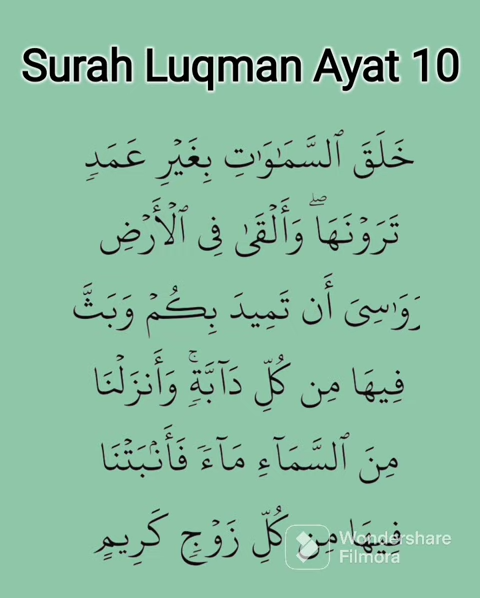 Surah Luqman Ayat 10
خَلَقَ ٱلسَّمَـٰوَٰتِ بِغَيۡرِ عَمَدٖ
تَرَوۡنَهَاۖ وَأَلۡقَىٰ فِى ٱلۡأَرۡضِ
رَوَٰسِىَ أَن تَمِيدَ بِكُمۡ وَبَثَّ
فِيهَا مِن كُلِّ دَآبَّةٖۚ وَأَنزَلۡنَا
مِنَ ٱلسَّمَآءِ مَآءٗ فَأَنۢبَتۡنَا
فِيهَا مِن كُلِّ زَوۡجٖ كَرِيمٍ
Wondershare
Filmora